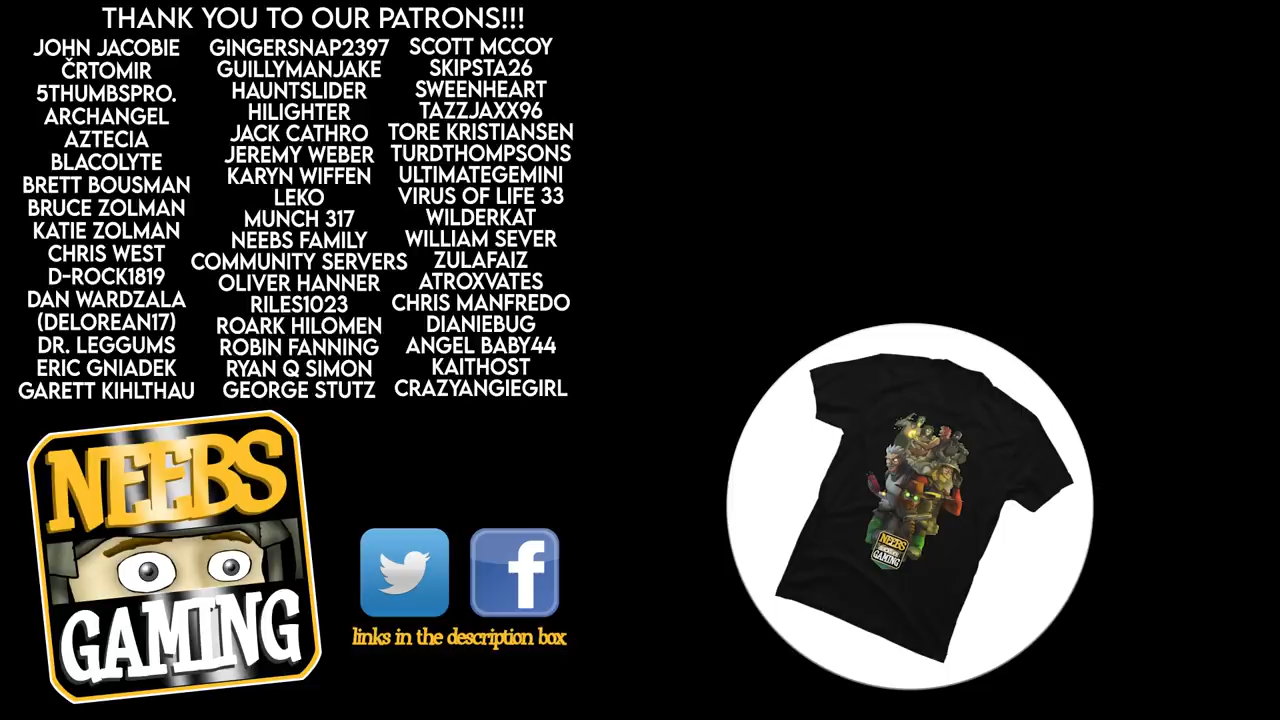 THANK YOU TO OUR PATRONS!!!
JOHN JACOBIE
ČRTOMIR
5THUMBSPRO.
ARCHANGEL
AZTECIA
BLACOLYTE
BRETT BOUSMAN
BRUCE ZOLMAN
KATIE ZOLMAN
CHRIS WEST
D-ROCK1819
DAN WARDZALA
(DELOREAN17)
DR. LEGGUMS
ERIC GNIADEK
GARETT KIHLTHAU
GINGERSNAP2397
GUILLYMANJAKE
HAUNTSLIDER
HILIGHTER
JACK CATHRO
JEREMY WEBER
KARYN WIFFEN
LEKO
MUNCH 317
NEEBS FAMILY
COMMUNITY SERVERS
OLIVER HANNER
RILES1023
ROARK HILOMEN
ROBIN FANNING
RYAN Q SIMON
GEORGE STUTZ
SCOTT MCCOY
SKIPSTA26
SWEENHEART
TAZZJAXX96
TORE KRISTIANSEN
TURDTHOMPSONS
ULTIMATEGEMINI
VIRUS OF LIFE 33
WILDERKAT
WILLIAM SEVER
ZULAFAIZ
ATROXVATES
CHRIS MANFREDO
DIANIEBUG
ANGEL BABY44
KAITHOST
CRAZYANGIEGIRL
NEEBS
GAMING
f
links in the description box
NEEBS
GAMING